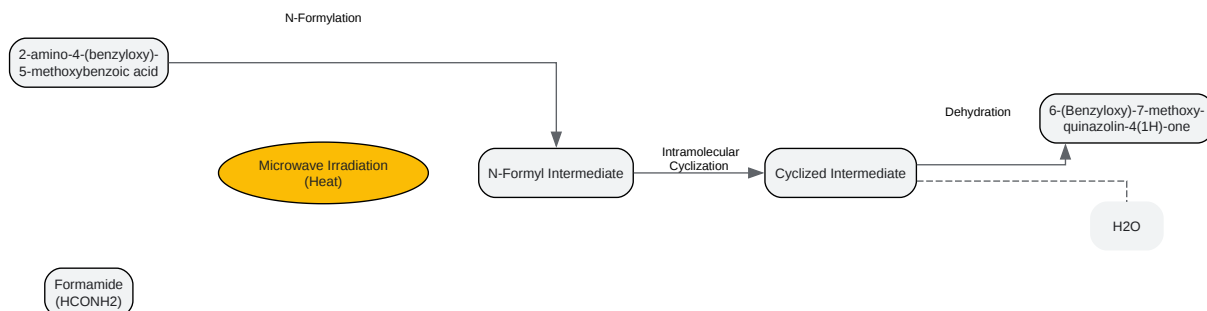 N-Formylation
2-amino-4-(benzyloxy)-
5-methoxybenzoic acid
Dehydration
6-(Benzyloxy)-7-methoxy-
quinazolin-4(1H)-one
Microwave Irradiation
(Heat)
N-Formyl Intermediate
Intramolecular
Cyclization
Cyclized Intermediate
H2O
Formamide
(HCONH2)